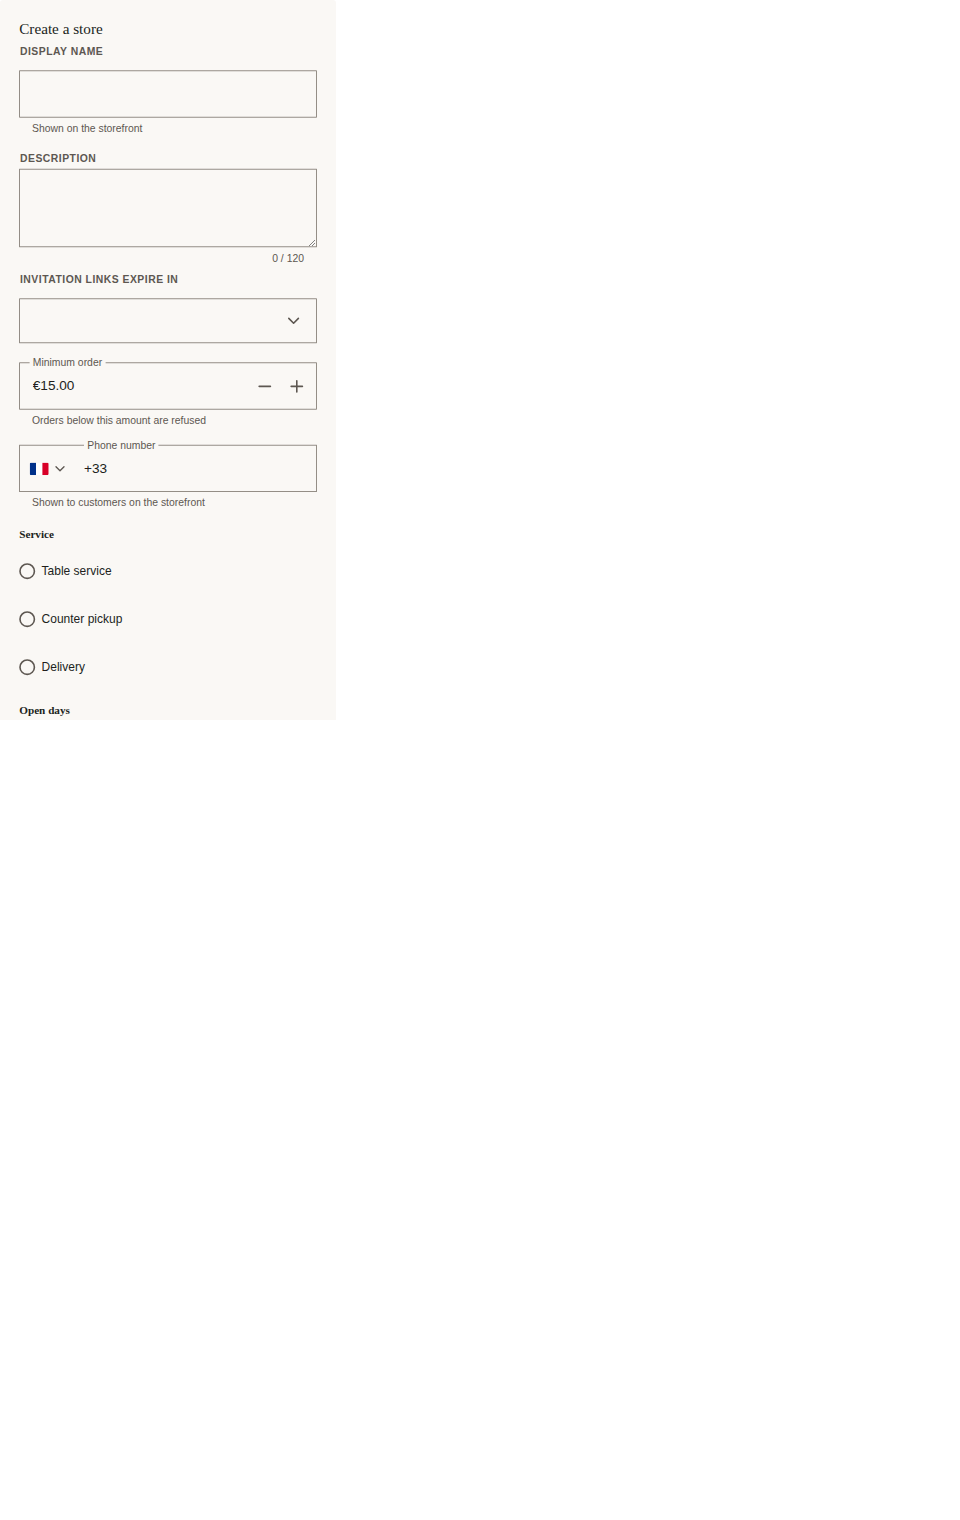 Create a store
DISPLAY NAME
Shown on the storefront
DESCRIPTION
0 / 120
INVITATION LINKS EXPIRE IN
Minimum order
€15.00
Orders below this amount are refused
Phone number
+33
Shown to customers on the storefront
Service
Table service
Counter pickup
Delivery
Open days